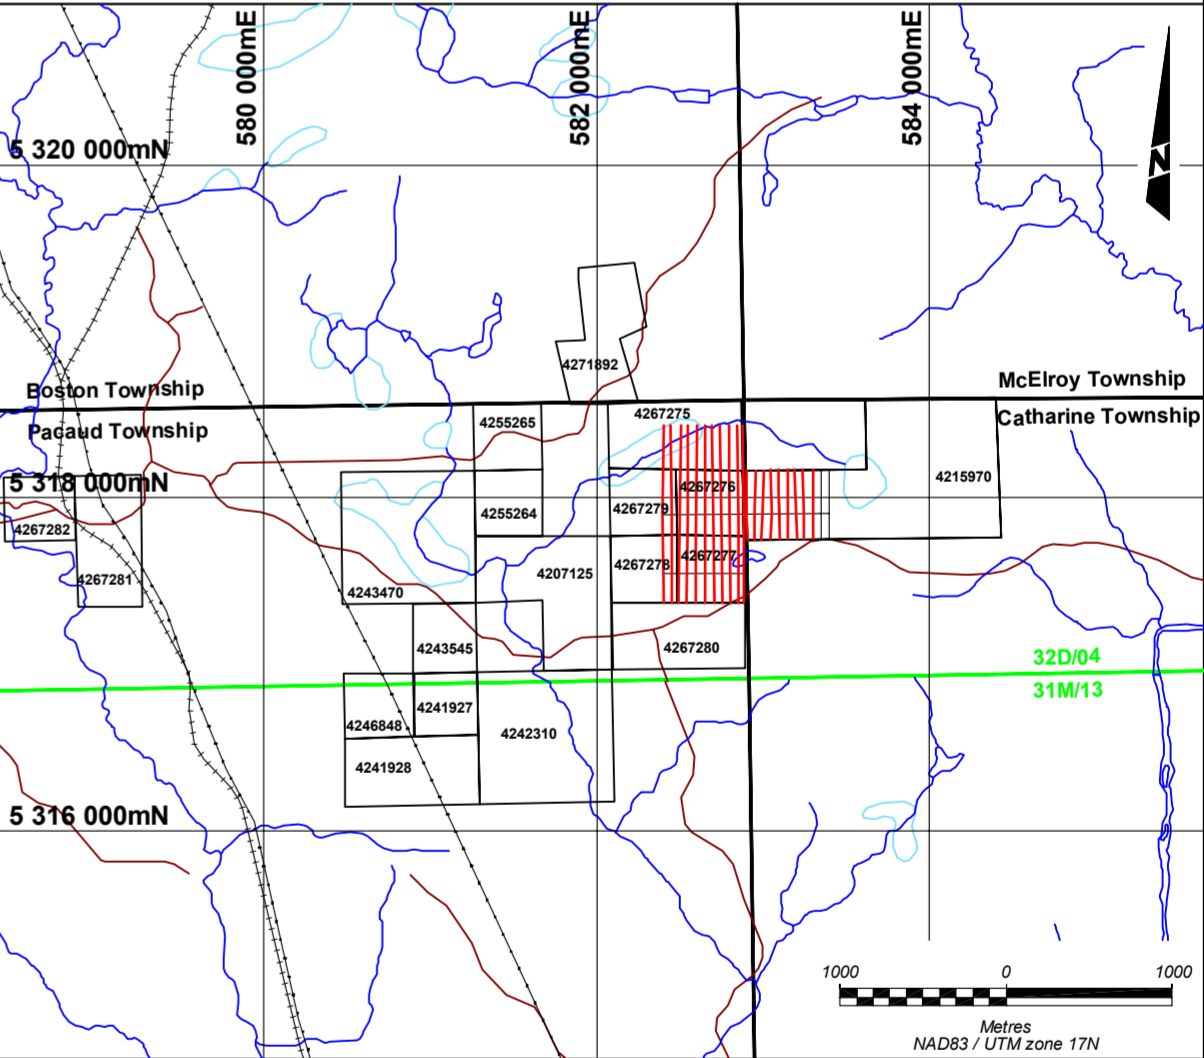 580 000mE
582 000mE
584 000mE
5 320 000mN
N
4271892
Boston Township
McElroy Township
Pacaud Township
Catharine Township
4255265
4267275
5 318 000mN
4215970
4267276
4267279
4255264
4267282
4267277
4267278
4207125
4267281
4243470
4243545
4267280
32D/04
31M/13
4241927
4246848
4242310
4241928
5 316 000mN
1000 0 1000
Metres
NAD83 / UTM zone 17N